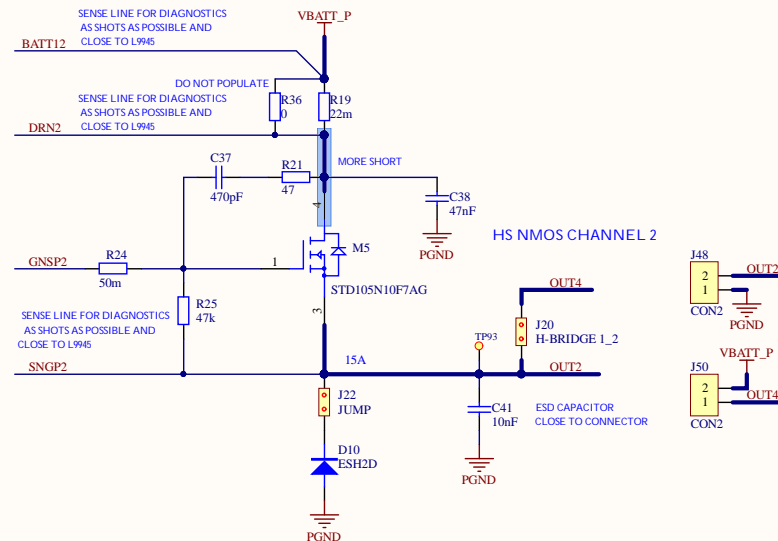 SENSE LINE FOR DIAGNOSTICS
AS SHOTS AS POSSIBLE AND
CLOSE TO L9945
BATT12
VBATT_P
DO NOT POPULATE
SENSE LINE FOR DIAGNOSTICS
AS SHOTS AS POSSIBLE AND
CLOSE TO L9945
R36
0
R19
22m
DRN2
C37
470pF
R21
47
MORE SHORT
C38
47nF
PGND
4
HS NMOS CHANNEL 2
M5
GNSP2
R24
50m
1
STD105N10F7AG
3
R25
47k
SENSE LINE FOR DIAGNOSTICS
AS SHOTS AS POSSIBLE AND
CLOSE TO L9945
SNGP2
15A
TP93
OUT4
J20
H-BRIDGE 1_2
OUT2
J22
JUMP
C41
10nF
ESD CAPACITOR
CLOSE TO CONNECTOR
PGND
D10
ESH2D
PGND
J48
2
1
CON2
OUT2
PGND
VBATT_P
J50
2
1
CON2
OUT4